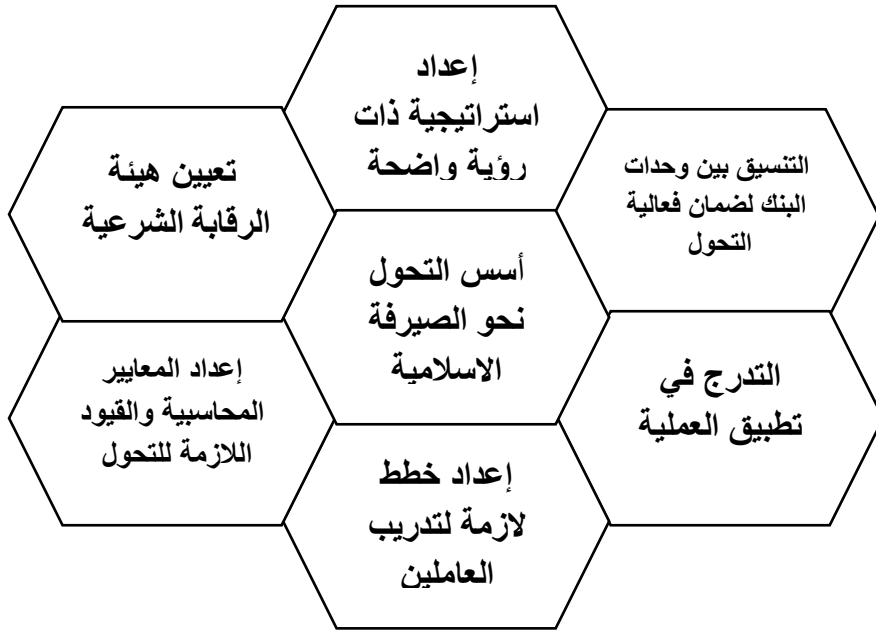 إعداد
استراتيجية ذات
رؤية واضحة
التنسيق بين وحدات
البنك لضمان فعالية
التحول
تعيين هيئة
الرقابة الشرعية
أسس التحول
نحو الصيرفة
الاسلامية
التدرج في
تطبيق العملية
إعداد المعايير
المحاسبية والقيود
اللازمة للتحول
إعداد خطط
لازمة لتدريب
العاملين